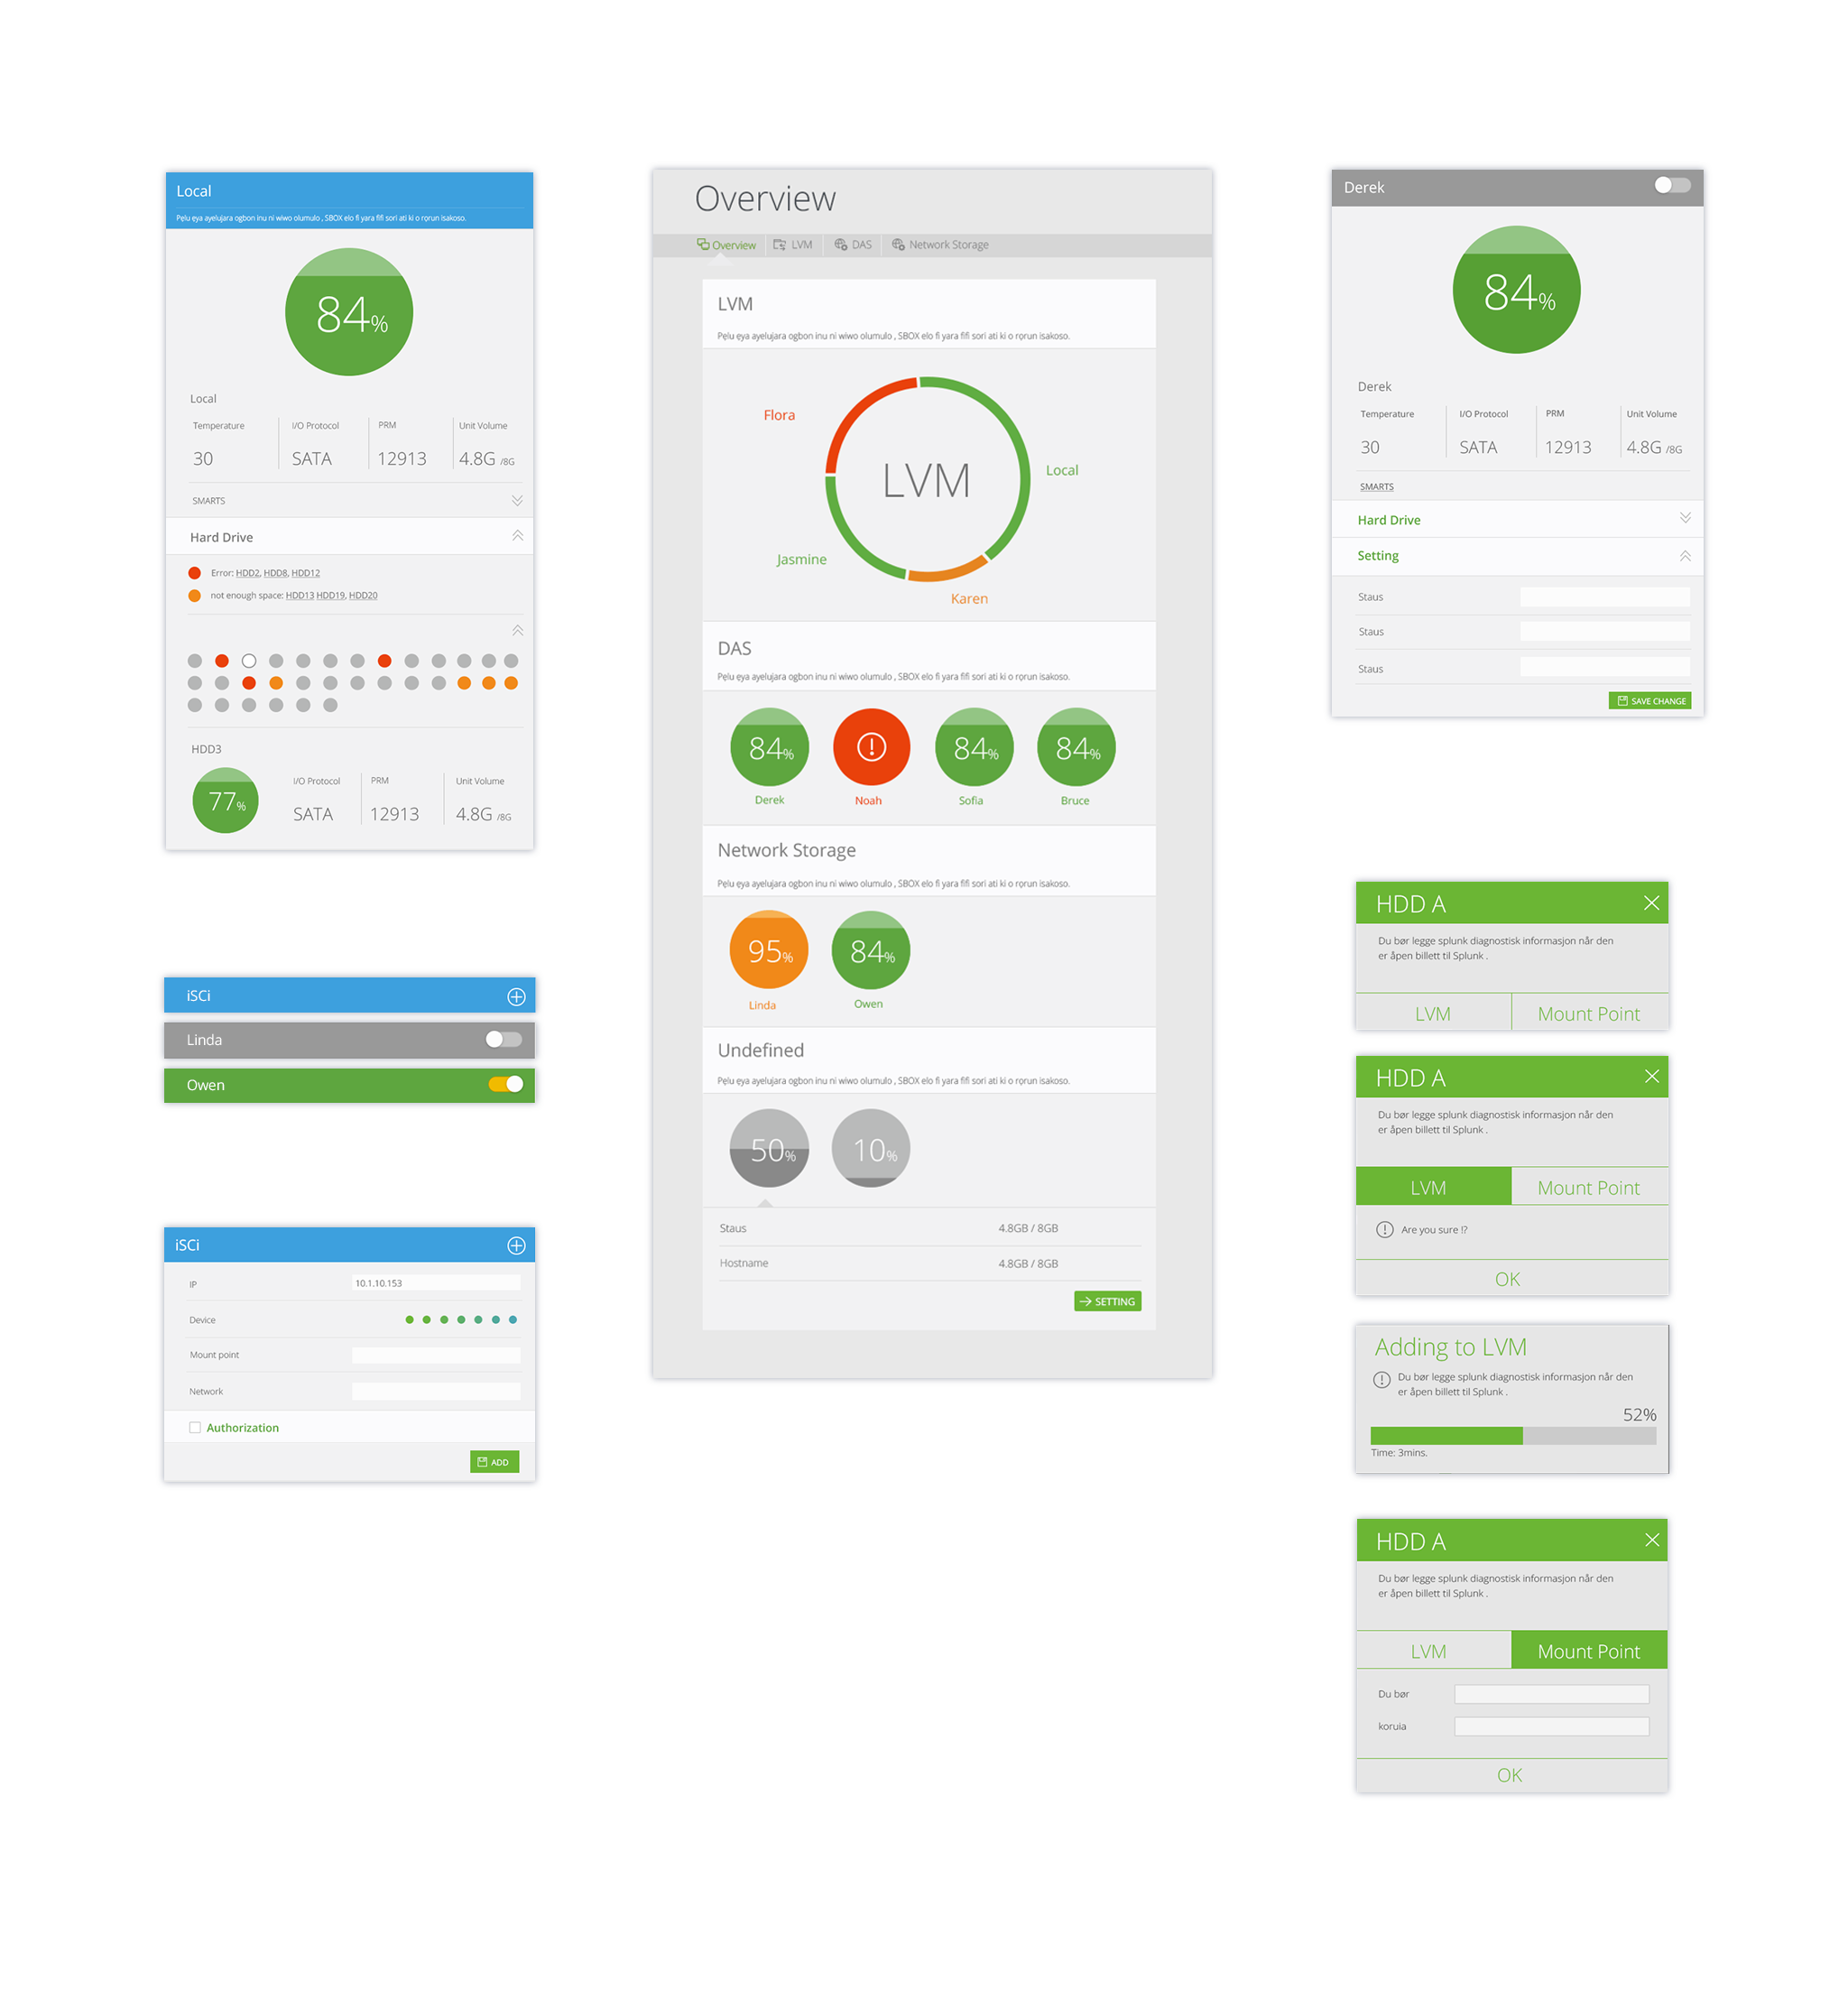 Local
Pelu eya ayelujara ogbon inu ni wiwo olumulo , SBOX elo fi yara fifi sori ati ki o rorun isakoso.
84%
Local
Temperature I/O Protocol PRM Unit Volume
30 SATA 12913 4.8G /8G
SMARTS
Hard Drive
Error: HDD2, HDD8, HDD12
not enough space: HDD13 HDD19, HDD20
HDD3
77%
I/O Protocol PRM Unit Volume
SATA 12913 4.8G /8G
iSCi
Linda
Owen
iSCi
IP 10.1.10.153
Device
Mount point
Network
Authorization
ADD
Overview
Overview LVM DAS Network Storage
LVM
Pẹlu ẹya ayelujara ogbon inu ni wiwo olumulo , SBOX elo fi yara fifi sori ati ki o rọrun isakoso.
Flora
Local
LVM
Jasmine
Karen
DAS
Pẹlu ẹya ayelujara ogbon inu ni wiwo olumulo , SBOX elo fi yara fifi sori ati ki o rọrun isakoso.
84% 84% 84%
Derek Noah Sofia Bruce
Network Storage
Pẹlu ẹya ayelujara ogbon inu ni wiwo olumulo , SBOX elo fi yara fifi sori ati ki o rọrun isakoso.
95% 84%
Linda Owen
Undefined
Pẹlu ẹya ayelujara ogbon inu ni wiwo olumulo , SBOX elo fi yara fifi sori ati ki o rọrun isakoso.
50% 10%
Staus 4.8GB / 8GB
Hostname 4.8GB / 8GB
SETTING
Derek
84%
Derek
Temperature I/O Protocol PRM Unit Volume
30 SATA 12913 4.8G /8G
SMARTS
Hard Drive
Setting
Staus
Staus
Staus
SAVE CHANGE
HDD A
Du bør legge splunk diagnostisk informasjon når den
er åpen billett til Splunk .
LVM Mount Point
HDD A
Du bør legge splunk diagnostisk informasjon når den
er åpen billett til Splunk .
LVM Mount Point
Are you sure !?
OK
Adding to LVM
Du bør legge splunk diagnostisk informasjon når den
er åpen billett til Splunk .
52%
Time: 3mins.
HDD A
Du bør legge splunk diagnostisk informasjon når den
er åpen billett til Splunk .
LVM Mount Point
Du bør
koruia
OK